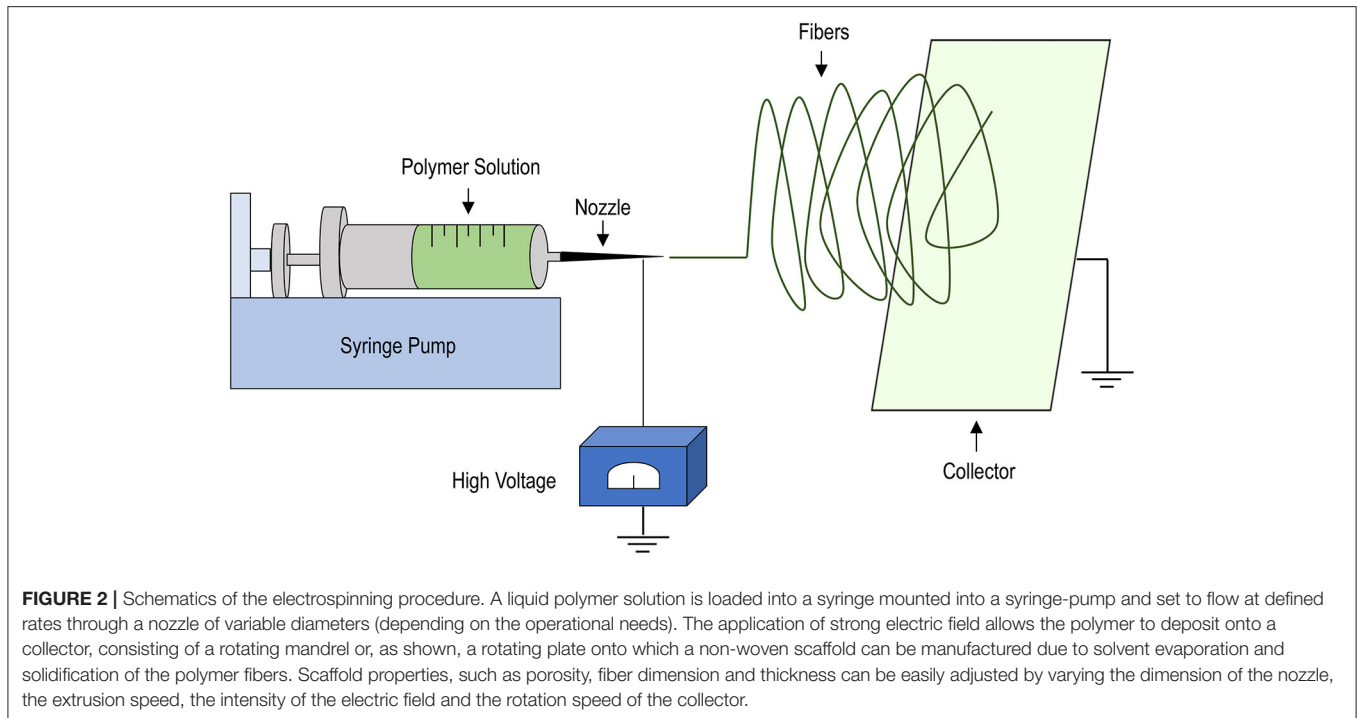 Fibers
Polymer Solution
Nozzle
Syringe Pump
High Voltage
Collector
FIGURE 2 | Schematics of the electrospinning procedure. A liquid polymer solution is loaded into a syringe mounted into a syringe-pump and set to flow at defined
rates through a nozzle of variable diameters (depending on the operational needs). The application of strong electric field allows the polymer to deposit onto a
collector, consisting of a rotating mandrel or, as shown, a rotating plate onto which a non-woven scaffold can be manufactured due to solvent evaporation and
solidification of the polymer fibers. Scaffold properties, such as porosity, fiber dimension and thickness can be easily adjusted by varying the dimension of the nozzle,
the extrusion speed, the intensity of the electric field and the rotation speed of the collector.